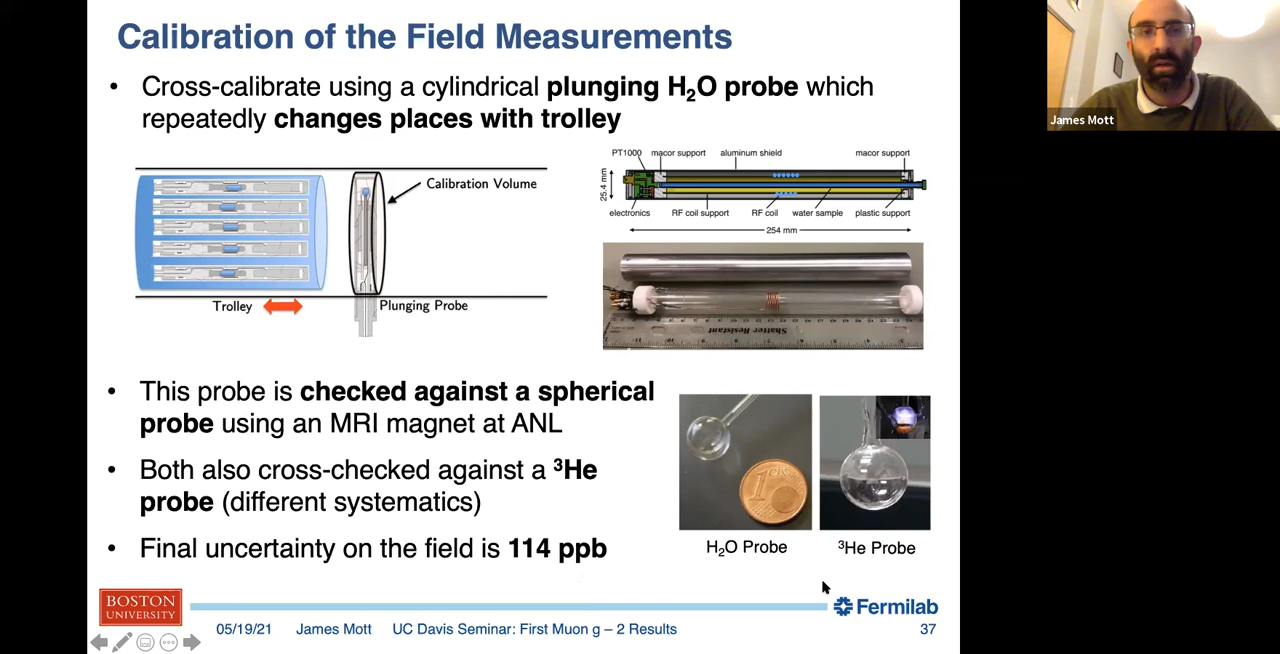 Calibration of the Field Measurements
• Cross-calibrate using a cylindrical plunging H₂O probe which
repeatedly changes places with trolley
Calibration Volume
Trolley
Plunging Probe
PT1000 macor support aluminum shield macor support
25.4 mm
electronics RF coil support RF coil water sample plastic support
254 mm
Shatter Resistant
• This probe is checked against a spherical
probe using an MRI magnet at ANL
• Both also cross-checked against a ³He
probe (different systematics)
• Final uncertainty on the field is 114 ppb
H₂O Probe
³He Probe
BOSTON
UNIVERSITY
Fermilab
05/19/21 James Mott UC Davis Seminar: First Muon g – 2 Results 37
James Mott